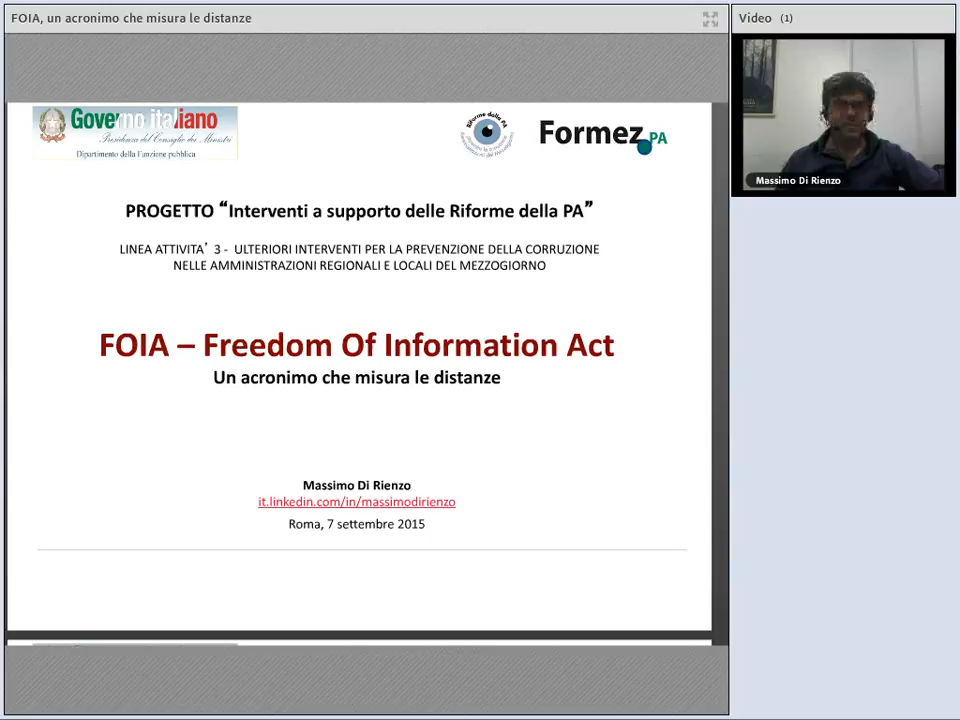 FOIA, un acronimo che misura le distanze
Video (1)
Governo italiano
Presidenza del Consiglio dei Ministri
Dipartimento della Funzione pubblica
Riforme della PA
Formez PA
Massimo Di Rienzo
PROGETTO “Interventi a supporto delle Riforme della PA”
LINEA ATTIVITA’ 3 - ULTERIORI INTERVENTI PER LA PREVENZIONE DELLA CORRUZIONE
NELLE AMMINISTRAZIONI REGIONALI E LOCALI DEL MEZZOGIORNO
FOIA – Freedom Of Information Act
Un acronimo che misura le distanze
Massimo Di Rienzo
it.linkedin.com/in/massimodirienzo
Roma, 7 settembre 2015